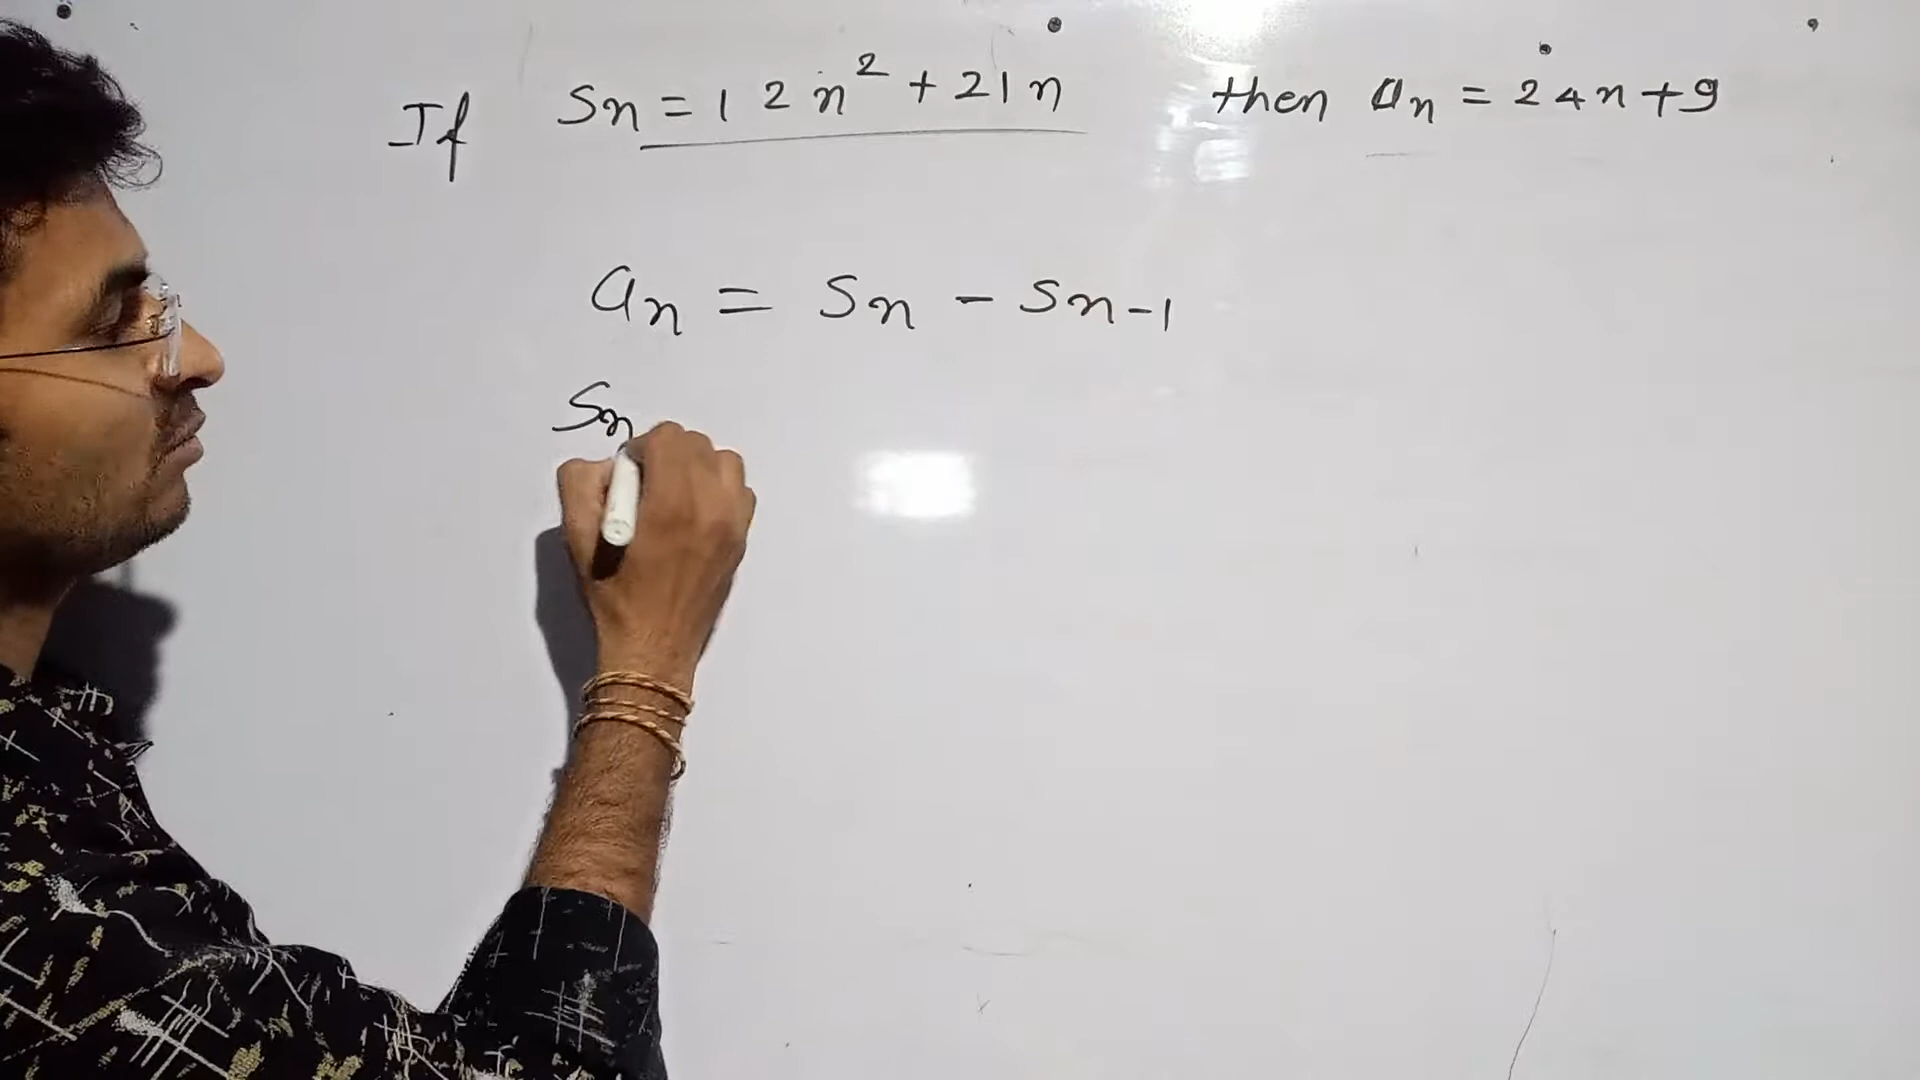 If Sn = 12n² + 21n then an = 24n + 9
an = Sn - Sn-1
Sn